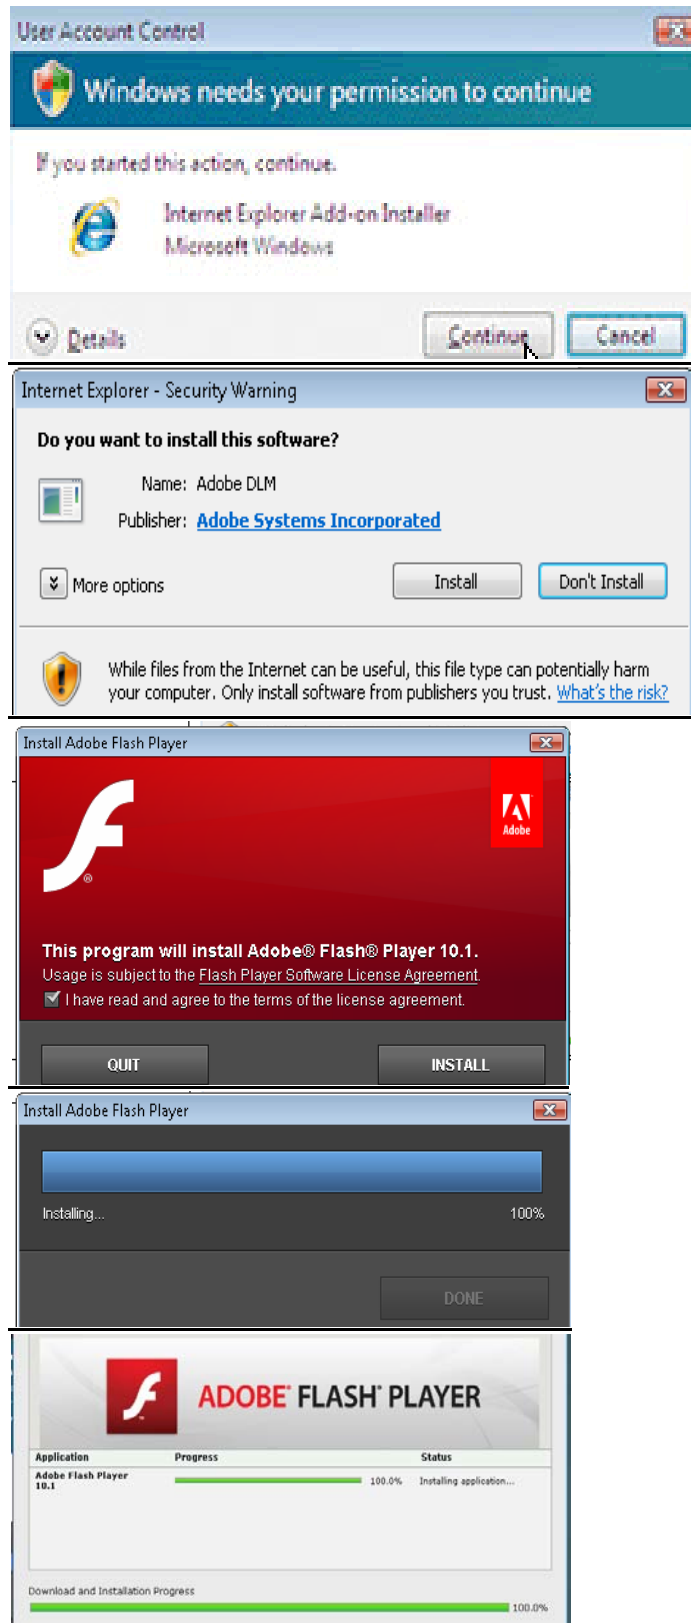 User Account Control
Windows needs your permission to continue
If you started this action, continue.
Internet Explorer Add-on Installer
Microsoft Windows
Details
Continue
Cancel
Internet Explorer - Security Warning
Do you want to install this software?
Name: Adobe DLM
Publisher: Adobe Systems Incorporated
More options
Install
Don't Install
While files from the Internet can be useful, this file type can potentially harm
your computer. Only install software from publishers you trust. What's the risk?
Install Adobe Flash Player
Adobe
This program will install Adobe® Flash® Player 10.1.
Usage is subject to the Flash Player Software License Agreement.
I have read and agree to the terms of the license agreement.
QUIT
INSTALL
Install Adobe Flash Player
Installing...
100%
DONE
ADOBE® FLASH® PLAYER
Application Progress Status
Adobe Flash Player
10.1
100.0% Installing application...
Download and Installation Progress
100.0%